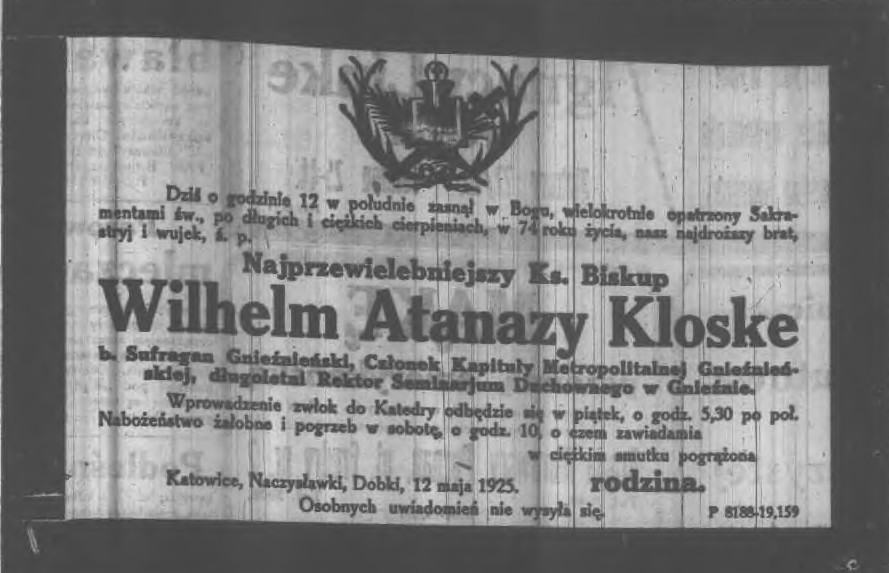 Dziś o godzinie 12 w południe zasnął w Bogu, wielokrotnie opatrzony Sakra-
mentami św., po długich i ciężkich cierpieniach, w 74 roku życia, nasz najdroższy brat,
stryj i wujek, ś. p.
Najprzewielebniejszy Ks. Biskup
Wilhelm Atanazy Kloske
b. Sufragan Gnieźnieński, Członek Kapituły Metropolitalnej Gnieźnień-
skiej, długoletni Rektor Seminarjum Duchownego w Gnieźnie.
Wprowadzenie zwłok do Katedry odbędzie się w piątek, o godz. 5,30 po poł.
Nabożeństwo żałobne i pogrzeb w sobotę, o godz. 10, o czem zawiadamia
w ciężkim smutku pogrążona
rodzina.
Katowice, Naczysławki, Dobki, 12 maja 1925.
Osobnych uwiadomień nie wysyła się.
P 8188-19,159